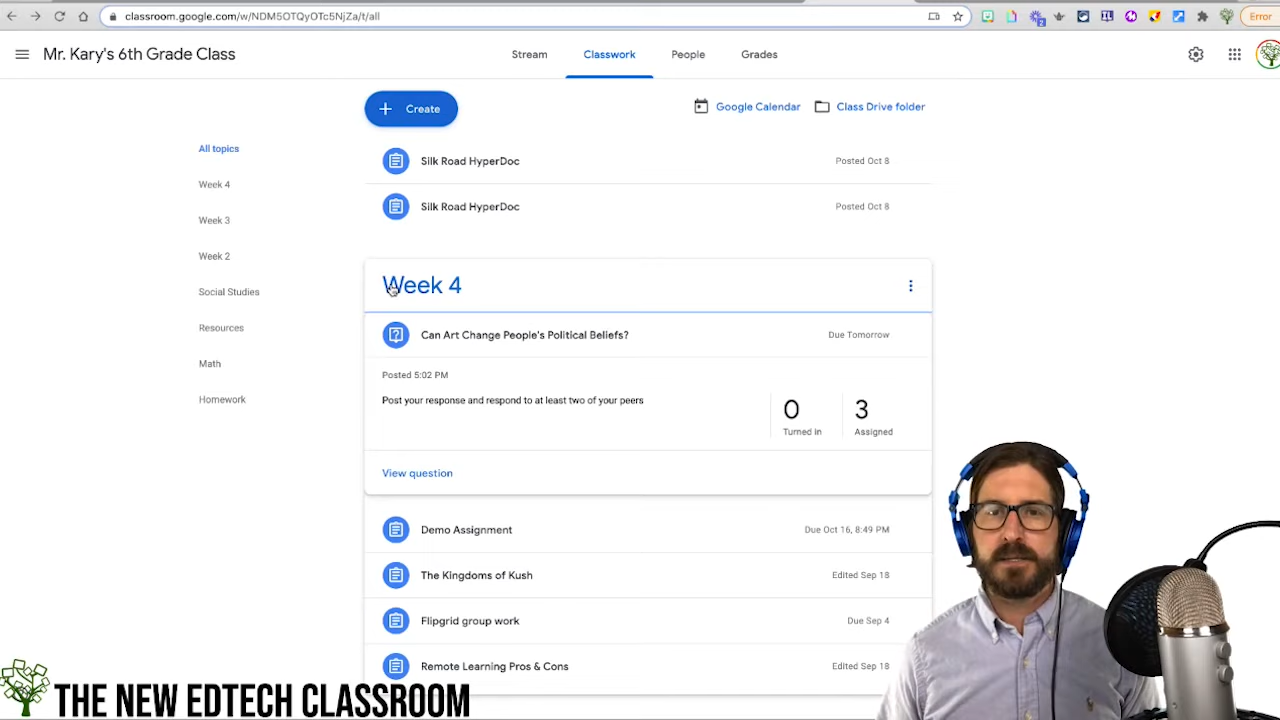 classroom.google.com/w/NDM5OTQyOTc5NjZa/t/all
Error
Mr. Kary's 6th Grade Class
Stream
Classwork
People
Grades
Create
Google Calendar
Class Drive folder
All topics
Week 4
Week 3
Week 2
Social Studies
Resources
Math
Homework
Silk Road HyperDoc
Posted Oct 8
Silk Road HyperDoc
Posted Oct 8
Week 4
Can Art Change People's Political Beliefs?
Due Tomorrow
Posted 5:02 PM
Post your response and respond to at least two of your peers
0
Turned in
3
Assigned
View question
Demo Assignment
Due Oct 16, 8:49 PM
The Kingdoms of Kush
Edited Sep 18
Flipgrid group work
Due Sep 4
Remote Learning Pros & Cons
Edited Sep 18
THE NEW EDTECH CLASSROOM